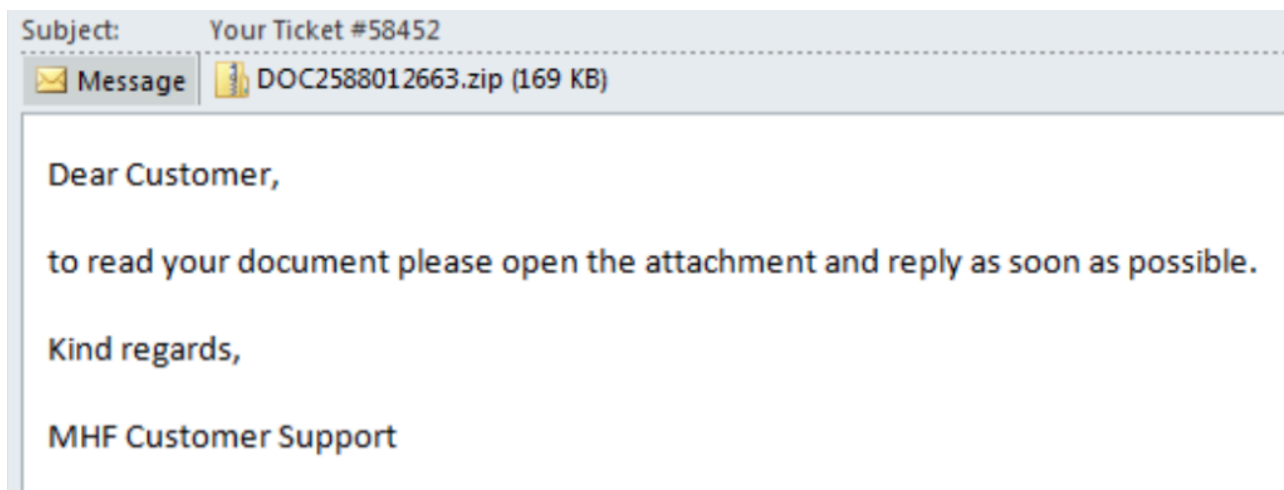 Subject: Your Ticket #58452
Message DOC2588012663.zip (169 KB)
Dear Customer,
to read your document please open the attachment and reply as soon as possible.
Kind regards,
MHF Customer Support